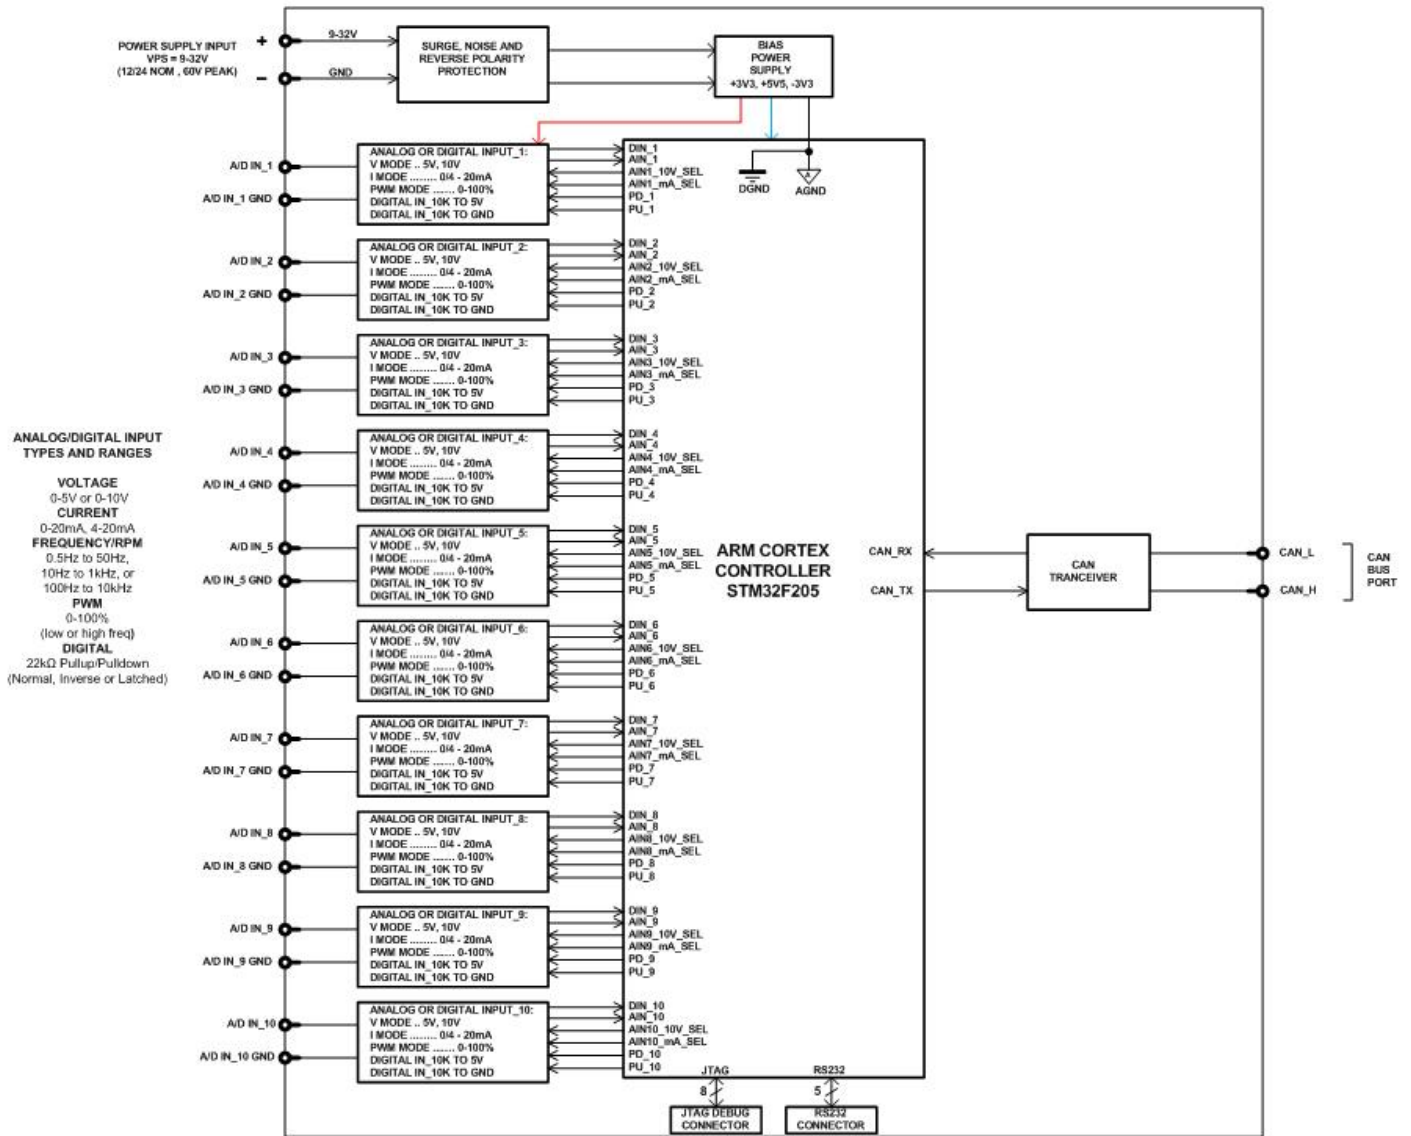 POWER SUPPLY INPUT
VPS = 9-32V
(12/24 NOM , 60V PEAK)
+
−
9-32V
GND
SURGE, NOISE AND
REVERSE POLARITY
PROTECTION
BIAS
POWER
SUPPLY
+3V3, +5V5, -3V3
DGND
A
AGND
A/D IN_1
A/D IN_1 GND
ANALOG OR DIGITAL INPUT_1:
V MODE .. 5V, 10V
I MODE ........ 0/4 - 20mA
PWM MODE ....... 0-100%
DIGITAL IN_10K TO 5V
DIGITAL IN_10K TO GND
DIN_1
AIN_1
AIN1_10V_SEL
AIN1_mA_SEL
PD_1
PU_1
A/D IN_2
A/D IN_2 GND
ANALOG OR DIGITAL INPUT_2:
V MODE .. 5V, 10V
I MODE ........ 0/4 - 20mA
PWM MODE ....... 0-100%
DIGITAL IN_10K TO 5V
DIGITAL IN_10K TO GND
DIN_2
AIN_2
AIN2_10V_SEL
AIN2_mA_SEL
PD_2
PU_2
A/D IN_3
A/D IN_3 GND
ANALOG OR DIGITAL INPUT_3:
V MODE .. 5V, 10V
I MODE ........ 0/4 - 20mA
PWM MODE ....... 0-100%
DIGITAL IN_10K TO 5V
DIGITAL IN_10K TO GND
DIN_3
AIN_3
AIN3_10V_SEL
AIN3_mA_SEL
PD_3
PU_3
A/D IN_4
A/D IN_4 GND
ANALOG OR DIGITAL INPUT_4:
V MODE .. 5V, 10V
I MODE ........ 0/4 - 20mA
PWM MODE ....... 0-100%
DIGITAL IN_10K TO 5V
DIGITAL IN_10K TO GND
DIN_4
AIN_4
AIN4_10V_SEL
AIN4_mA_SEL
PD_4
PU_4
ANALOG/DIGITAL INPUT
TYPES AND RANGES
VOLTAGE
0-5V or 0-10V
CURRENT
0-20mA, 4-20mA
FREQUENCY/RPM
0.5Hz to 50Hz,
10Hz to 1kHz, or
100Hz to 10kHz
PWM
0-100%
(low or high freq)
DIGITAL
22kΩ Pullup/Pulldown
(Normal, Inverse or Latched)
A/D IN_5
A/D IN_5 GND
ANALOG OR DIGITAL INPUT_5:
V MODE .. 5V, 10V
I MODE ........ 0/4 - 20mA
PWM MODE ....... 0-100%
DIGITAL IN_10K TO 5V
DIGITAL IN_10K TO GND
DIN_5
AIN_5
AIN5_10V_SEL
AIN5_mA_SEL
PD_5
PU_5
ARM CORTEX
CONTROLLER
STM32F205
CAN_RX
CAN_TX
CAN
TRANCEIVER
CAN_L
CAN_H
CAN
BUS
PORT
A/D IN_6
A/D IN_6 GND
ANALOG OR DIGITAL INPUT_6:
V MODE .. 5V, 10V
I MODE ........ 0/4 - 20mA
PWM MODE ....... 0-100%
DIGITAL IN_10K TO 5V
DIGITAL IN_10K TO GND
DIN_6
AIN_6
AIN6_10V_SEL
AIN6_mA_SEL
PD_6
PU_6
A/D IN_7
A/D IN_7 GND
ANALOG OR DIGITAL INPUT_7:
V MODE .. 5V, 10V
I MODE ........ 0/4 - 20mA
PWM MODE ....... 0-100%
DIGITAL IN_10K TO 5V
DIGITAL IN_10K TO GND
DIN_7
AIN_7
AIN7_10V_SEL
AIN7_mA_SEL
PD_7
PU_7
A/D IN_8
A/D IN_8 GND
ANALOG OR DIGITAL INPUT_8:
V MODE .. 5V, 10V
I MODE ........ 0/4 - 20mA
PWM MODE ....... 0-100%
DIGITAL IN_10K TO 5V
DIGITAL IN_10K TO GND
DIN_8
AIN_8
AIN8_10V_SEL
AIN8_mA_SEL
PD_8
PU_8
A/D IN_9
A/D IN_9 GND
ANALOG OR DIGITAL INPUT_9:
V MODE .. 5V, 10V
I MODE ........ 0/4 - 20mA
PWM MODE ....... 0-100%
DIGITAL IN_10K TO 5V
DIGITAL IN_10K TO GND
DIN_9
AIN_9
AIN9_10V_SEL
AIN9_mA_SEL
PD_9
PU_9
A/D IN_10
A/D IN_10 GND
ANALOG OR DIGITAL INPUT_10:
V MODE .. 5V, 10V
I MODE ........ 0/4 - 20mA
PWM MODE ....... 0-100%
DIGITAL IN_10K TO 5V
DIGITAL IN_10K TO GND
DIN_10
AIN_10
AIN10_10V_SEL
AIN10_mA_SEL
PD_10
PU_10
JTAG
RS232
8
5
JTAG DEBUG
CONNECTOR
RS232
CONNECTOR